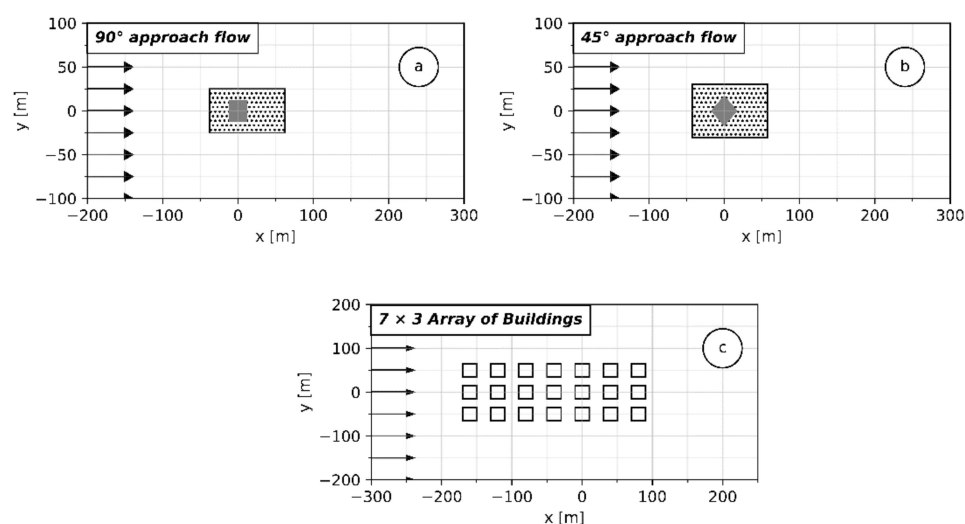 90° approach flow
a
100
50
0
−50
−100
y [m]
−200 −100 0 100 200 300
x [m]
45° approach flow
b
100
50
0
−50
−100
y [m]
−200 −100 0 100 200 300
x [m]
7 × 3 Array of Buildings
c
200
100
0
−100
−200
y [m]
−300 −200 −100 0 100 200
x [m]